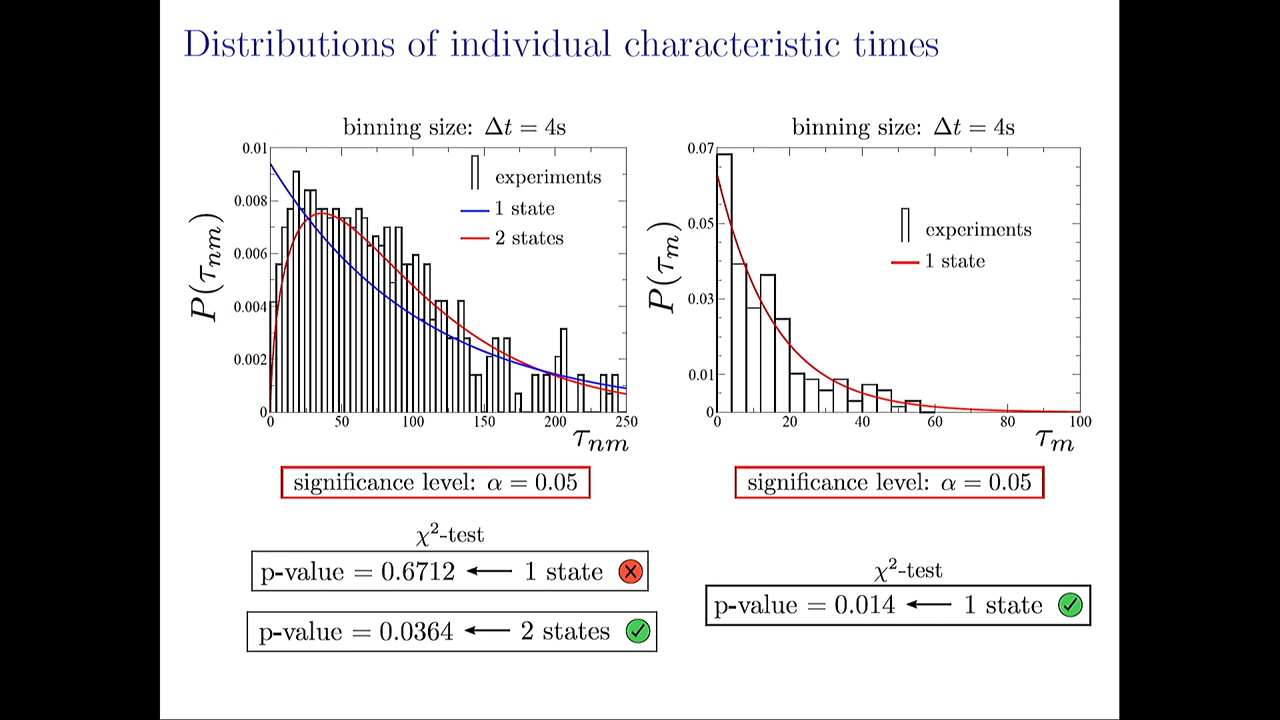 Distributions of individual characteristic times
binning size: Δt = 4s
P(τnm)
0.01
0.008
0.006
0.004
0.002
0
experiments
1 state
2 states
0 50 100 150 200 250
τnm
significance level: α = 0.05
χ²-test
p-value = 0.6712 ← 1 state
p-value = 0.0364 ← 2 states
binning size: Δt = 4s
P(τm)
0.07
0.05
0.03
0.01
0
experiments
1 state
0 20 40 60 80 100
τm
significance level: α = 0.05
χ²-test
p-value = 0.014 ← 1 state